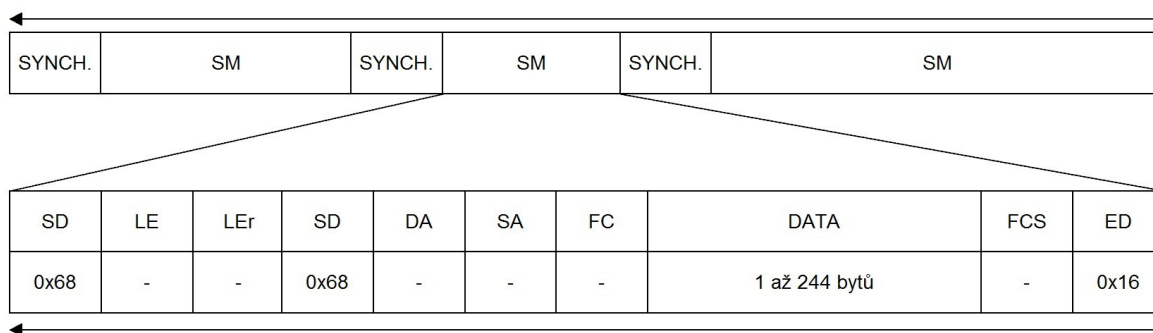 SYNCH. SM SYNCH. SM SYNCH. SM
SD LE LEr SD DA SA FC DATA FCS ED
0x68 - - 0x68 - - - 1 až 244 bytů - 0x16